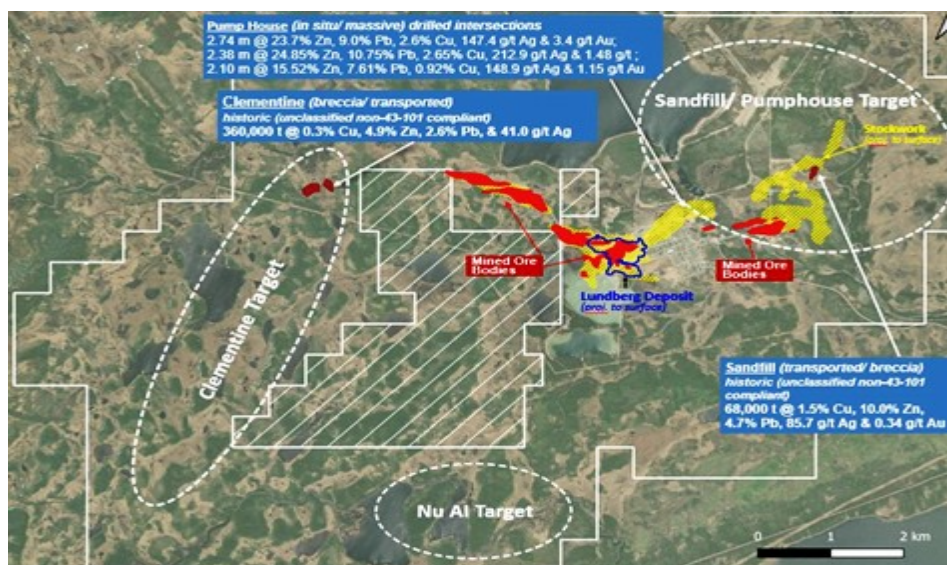 Pump House (in situ/ massive) drilled intersections
2.74 m @ 23.7% Zn, 9.0% Pb, 2.6% Cu, 147.4 g/t Ag & 3.4 g/t Au;
2.38 m @ 24.85% Zn, 10.75% Pb, 2.65% Cu, 212.9 g/t Ag & 1.48 g/t ;
2.10 m @ 15.52% Zn, 7.61% Pb, 0.92% Cu, 148.9 g/t Ag & 1.15 g/t Au
Clementine (breccia/ transported)
historic (unclassified non-43-101 compliant)
360,000 t @ 0.3% Cu, 4.9% Zn, 2.6% Pb, & 41.0 g/t Ag
Sandfill/ Pumphouse Target
Stockwork
(proj. to surface)
Mined Ore
Bodies
Mined Ore
Bodies
Lundberg Deposit
(proj. to surface)
Clementine Target
Sandfill (transported/ breccia)
historic (unclassified non-43-101
compliant)
68,000 t @ 1.5% Cu, 10.0% Zn,
4.7% Pb, 85.7 g/t Ag & 0.34 g/t Au
Nu Al Target
0 1 2 km